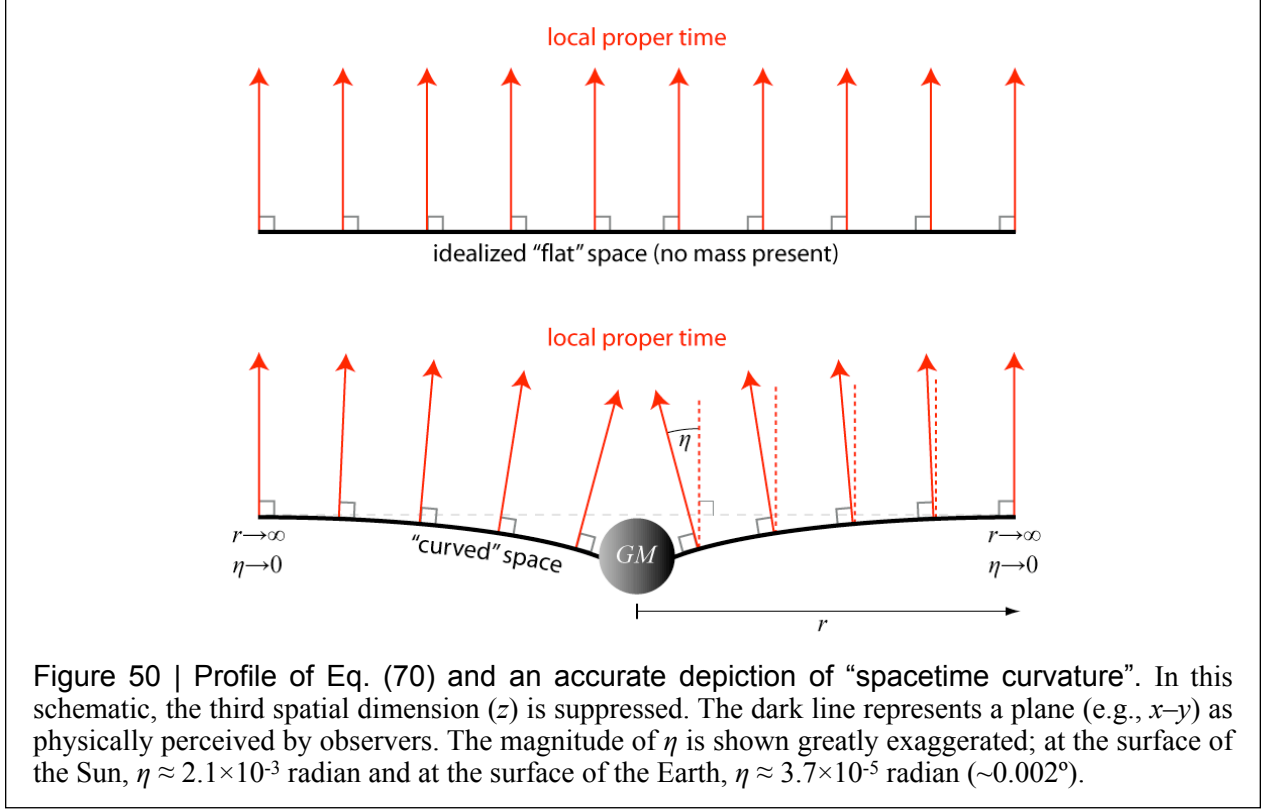 local proper time
idealized “flat” space (no mass present)
local proper time
η
r→∞
η→0
“curved” space
GM
r→∞
η→0
r
Figure 50 | Profile of Eq. (70) and an accurate depiction of “spacetime curvature”. In this
schematic, the third spatial dimension (z) is suppressed. The dark line represents a plane (e.g., x–y) as
physically perceived by observers. The magnitude of η is shown greatly exaggerated; at the surface of
the Sun, η ≈ 2.1×10⁻³ radian and at the surface of the Earth, η ≈ 3.7×10⁻⁵ radian (~0.002º).